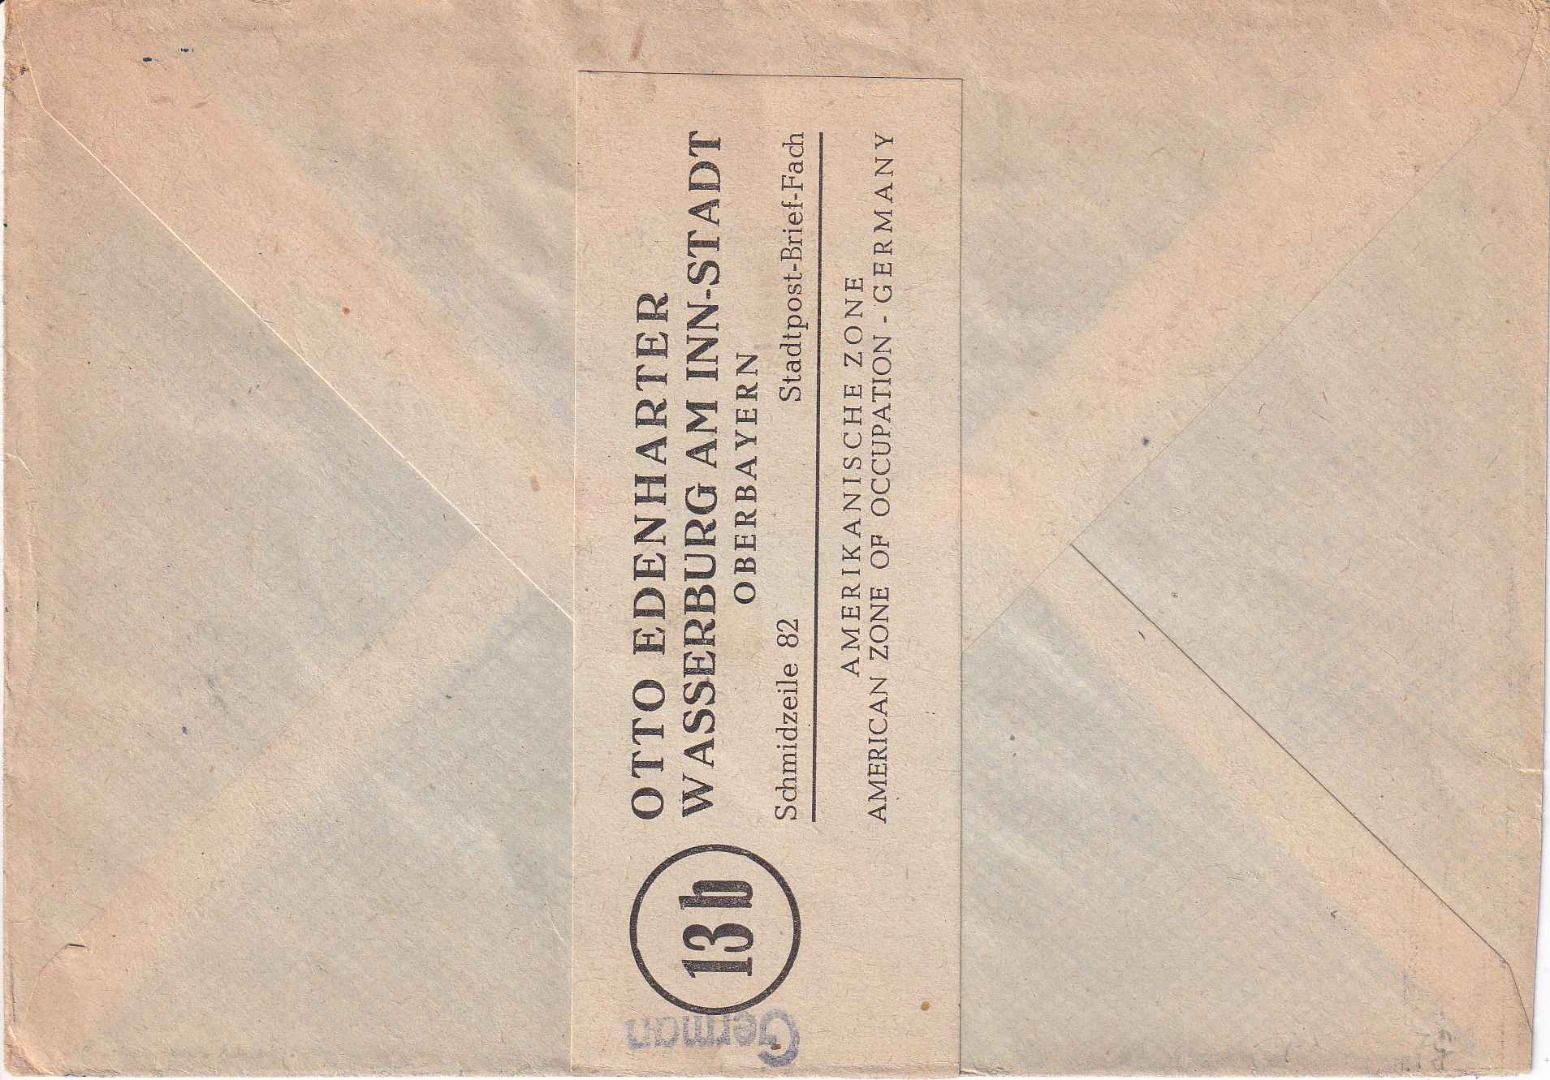 13b
OTTO EDENHARTER
WASSERBURG AM INN-STADT
OBERBAYERN
Schmidzeile 82 Stadtpost-Brief-Fach
AMERIKANISCHE ZONE
AMERICAN ZONE OF OCCUPATION - GERMANY
German